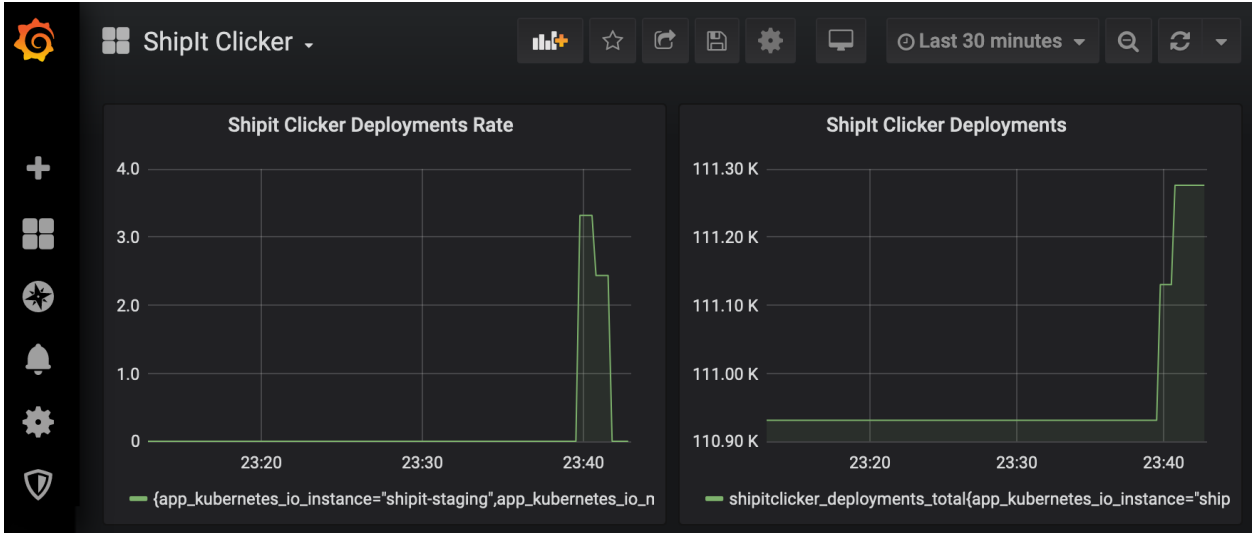 ShipIt Clicker
Last 30 minutes
Shipit Clicker Deployments Rate
4.0
3.0
2.0
1.0
0
23:20 23:30 23:40
{app_kubernetes_io_instance="shipit-staging",app_kubernetes_io_n
ShipIt Clicker Deployments
111.30 K
111.20 K
111.10 K
111.00 K
110.90 K
23:20 23:30 23:40
shipitclicker_deployments_total{app_kubernetes_io_instance="ship